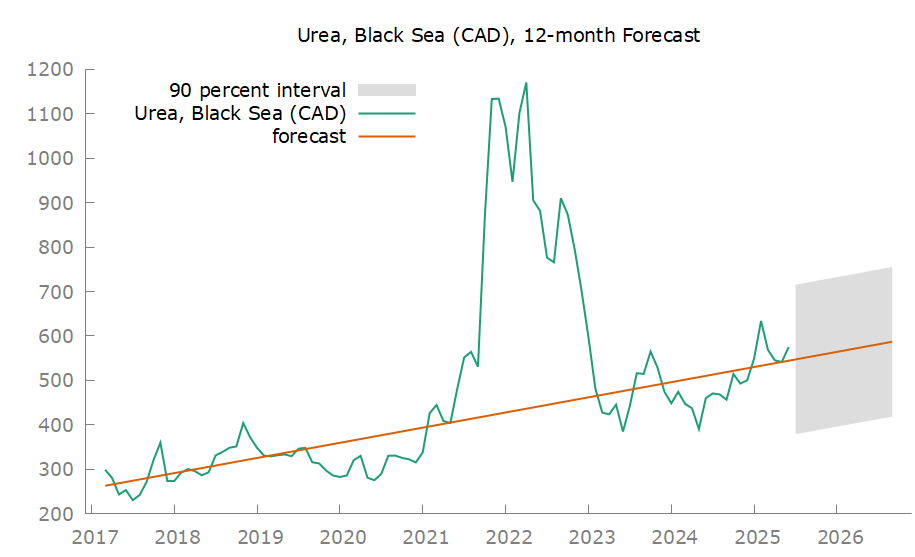 Urea, Black Sea (CAD), 12-month Forecast
1200
90 percent interval
Urea, Black Sea (CAD)
1100
forecast
1000
900
800
700
600
500
400
300
200
2017 2018 2019 2020 2021 2022 2023 2024 2025 2026